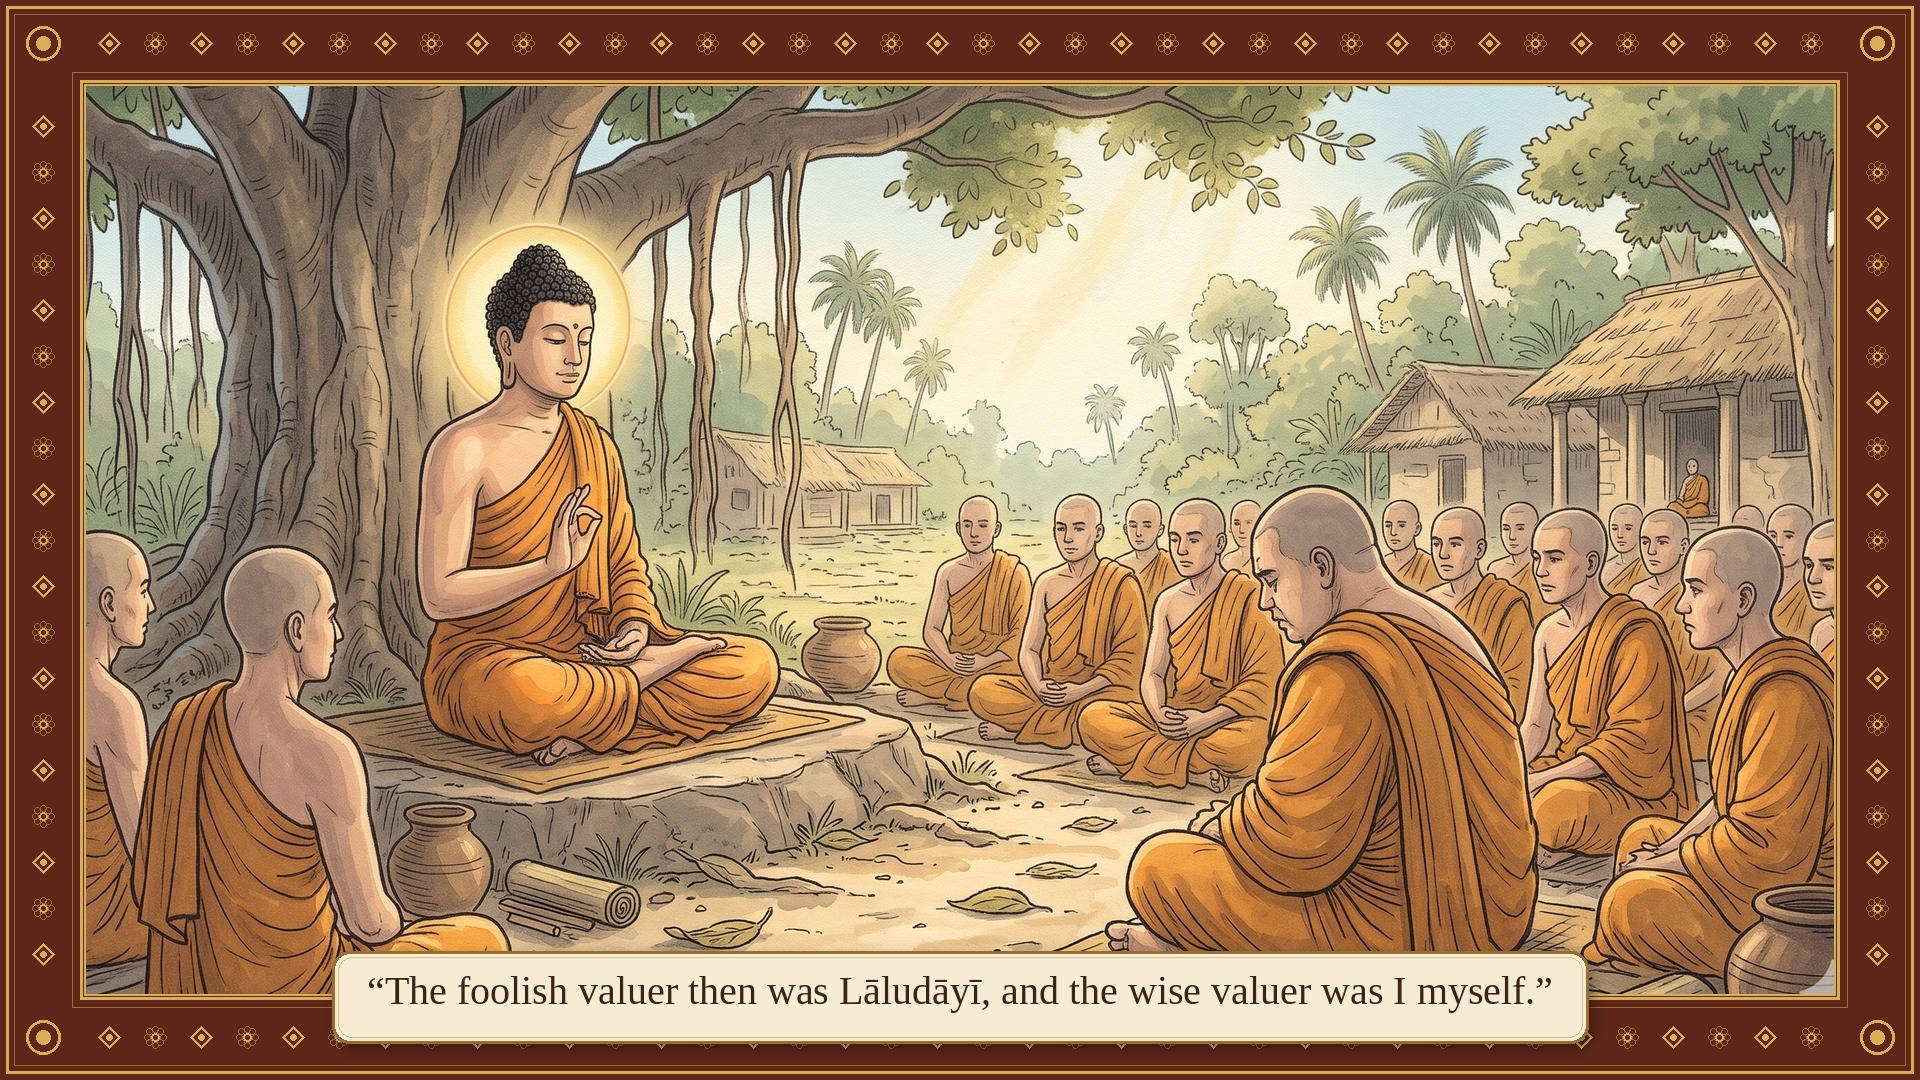 “The foolish valuer then was Lāludāyī, and the wise valuer was I myself.”